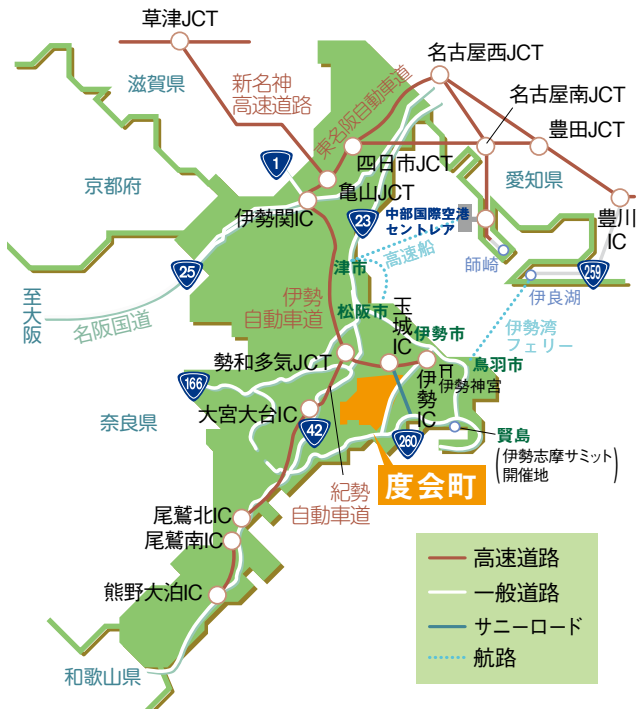 草津JCT
滋賀県
新名神
高速道路
東名阪自動車道
名古屋西JCT
名古屋南JCT
豊田JCT
1
四日市JCT
京都府
亀山JCT
愛知県
伊勢関IC
23
中部国際空港
セントレア
豊川
IC
師崎
高速船
25
津市
259
伊良湖
至大阪
名阪国道
伊勢
自動車道
松阪市
玉城IC
伊勢市
伊勢湾
フェリー
勢和多気JCT
鳥羽市
伊勢IC
伊勢神宮
166
奈良県
大宮大台IC
42
260
賢島
(伊勢志摩サミット
開催地)
度会町
紀勢
自動車道
尾鷲北IC
尾鷲南IC
熊野大泊IC
和歌山県
高速道路
一般道路
サニーロード
航路